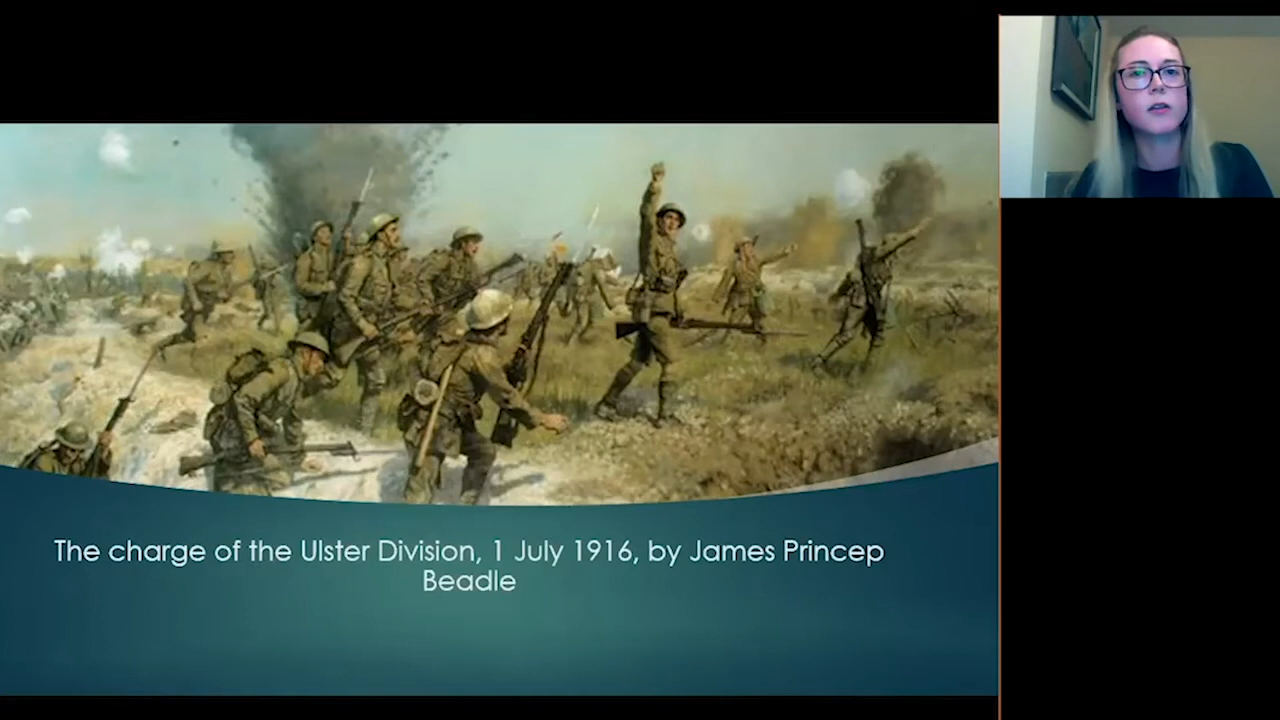 The charge of the Ulster Division, 1 July 1916, by James Princep
Beadle